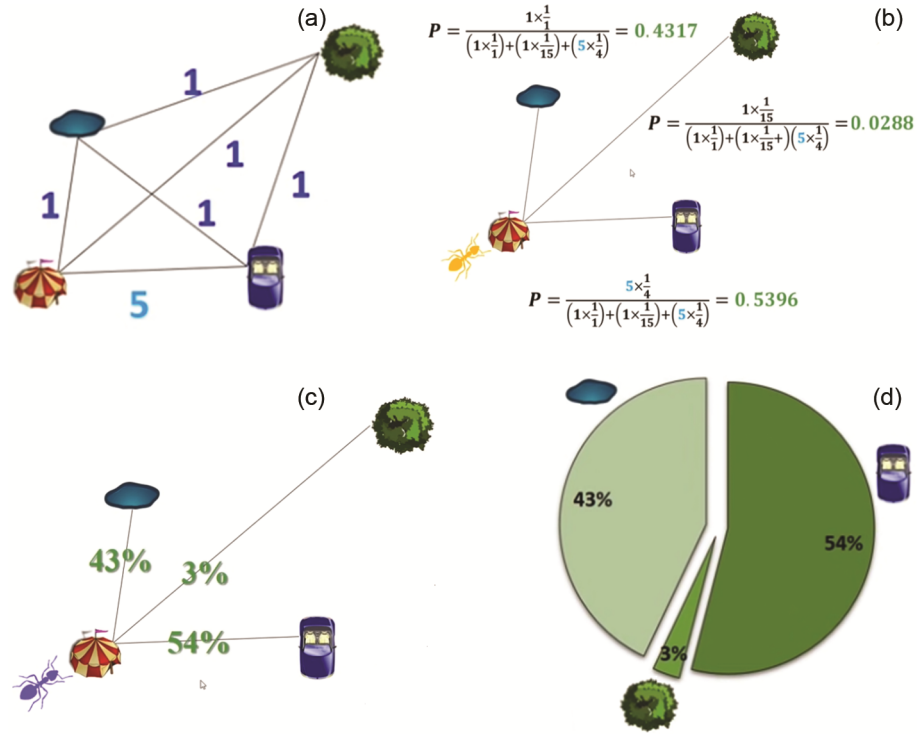 (a)
1
1
1
1
1
5
(b)
P = (1×1/1)/((1×1/1)+(1×1/15)+(5×1/4)) = 0.4317
P = (1×1/15)/((1×1/1)+(1×1/15+)(5×1/4)) = 0.0288
P = (5×1/4)/((1×1/1)+(1×1/15)+(5×1/4)) = 0.5396
(c)
43%
3%
54%
(d)
43%
54%
3%